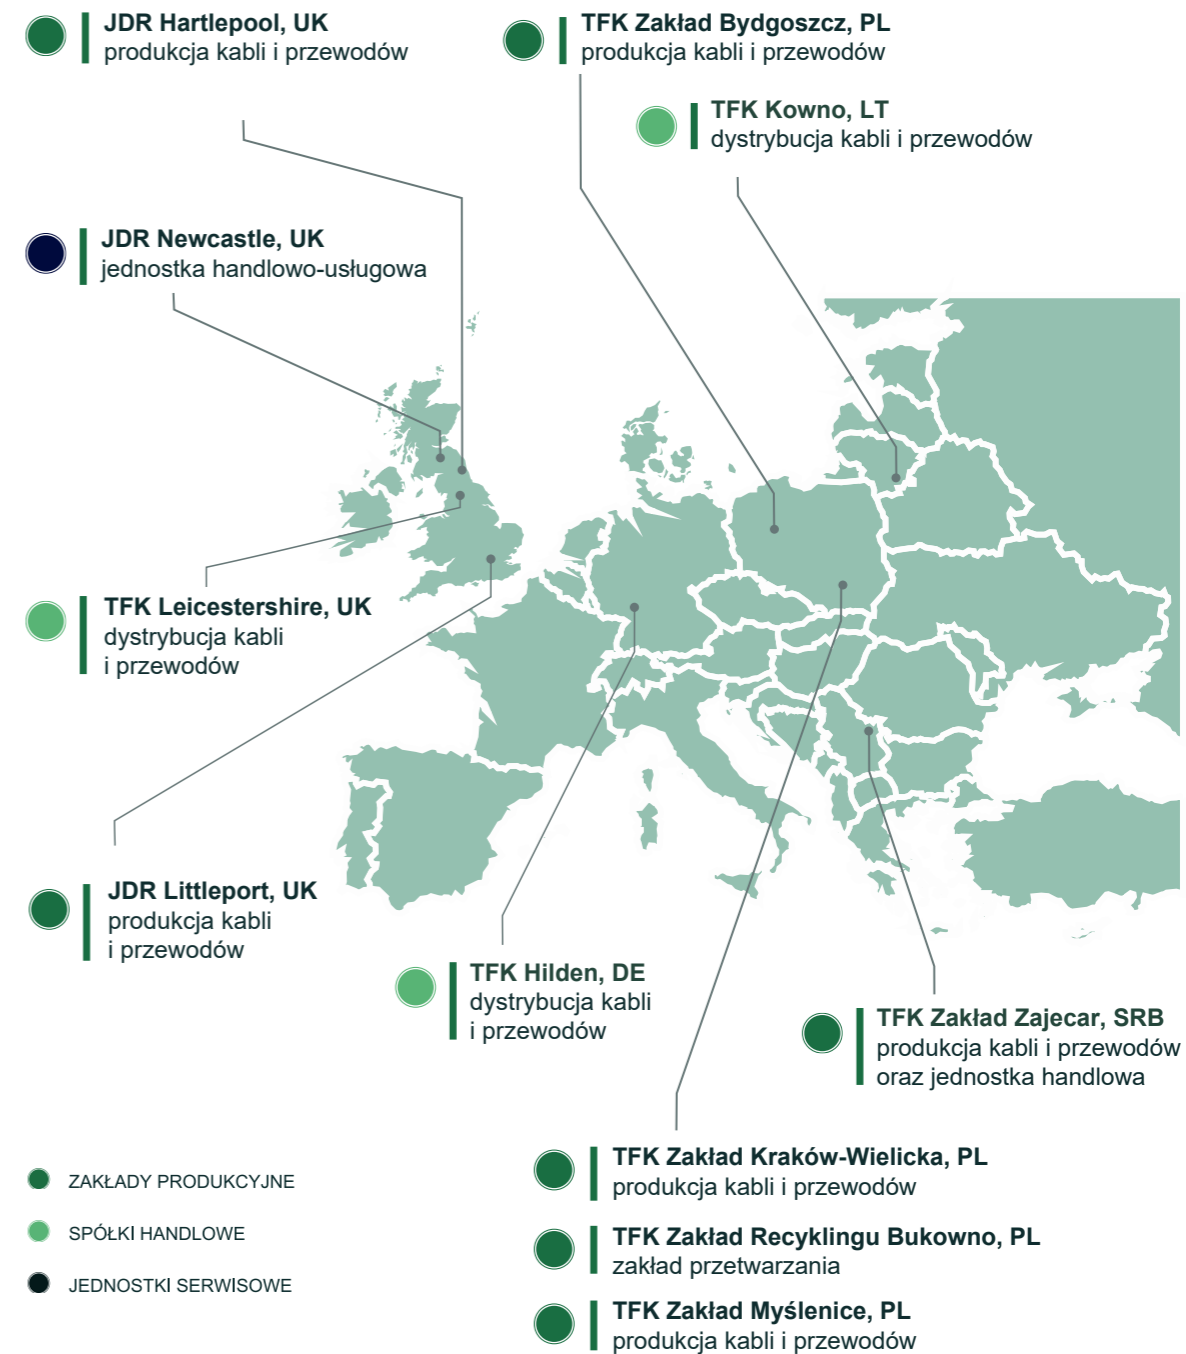 JDR Hartlepool, UK
produkcja kabli i przewodów
TFK Zakład Bydgoszcz, PL
produkcja kabli i przewodów
TFK Kowno, LT
dystrybucja kabli i przewodów
JDR Newcastle, UK
jednostka handlowo-usługowa
TFK Leicestershire, UK
dystrybucja kabli
i przewodów
JDR Littleport, UK
produkcja kabli
i przewodów
TFK Hilden, DE
dystrybucja kabli
i przewodów
TFK Zakład Zajecar, SRB
produkcja kabli i przewodów
oraz jednostka handlowa
TFK Zakład Kraków-Wielicka, PL
produkcja kabli i przewodów
TFK Zakład Recyklingu Bukowno, PL
zakład przetwarzania
TFK Zakład Myślenice, PL
produkcja kabli i przewodów
ZAKŁADY PRODUKCYJNE
SPÓŁKI HANDLOWE
JEDNOSTKI SERWISOWE